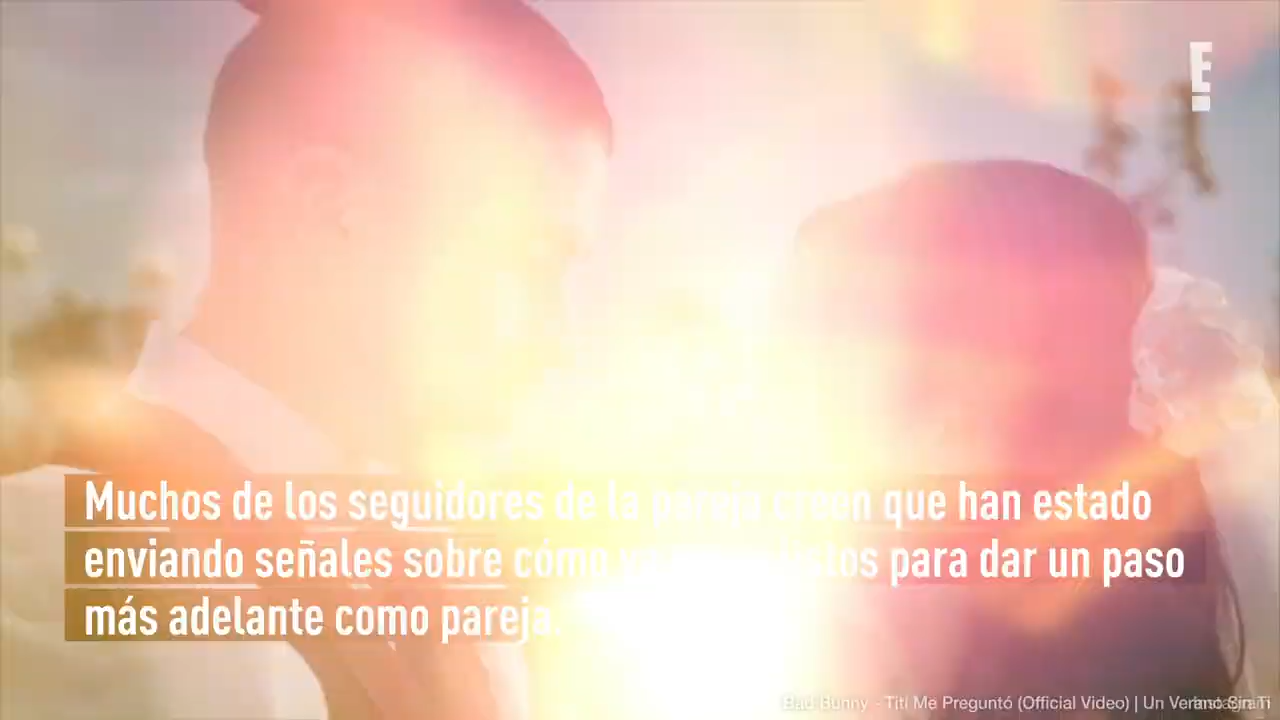 E!
Muchos de los seguidores de la pareja creen que han estado
enviando señales sobre cómo para dar un paso
más adelante como pareja.
Bad Bunny - Tití Me Preguntó (Official Video) | Un Verano Sin Ti
Instagram